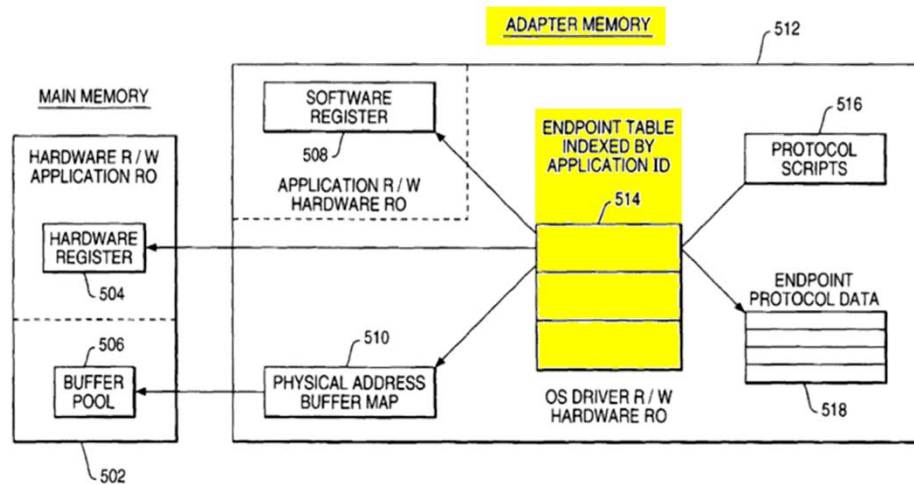 ADAPTER MEMORY
512
MAIN MEMORY
HARDWARE R / W
APPLICATION RO
HARDWARE
REGISTER
504
506
BUFFER
POOL
502
SOFTWARE
REGISTER
508
APPLICATION R / W
HARDWARE RO
510
PHYSICAL ADDRESS
BUFFER MAP
ENDPOINT TABLE
INDEXED BY
APPLICATION ID
514
OS DRIVER R / W
HARDWARE RO
516
PROTOCOL
SCRIPTS
ENDPOINT
PROTOCOL DATA
518